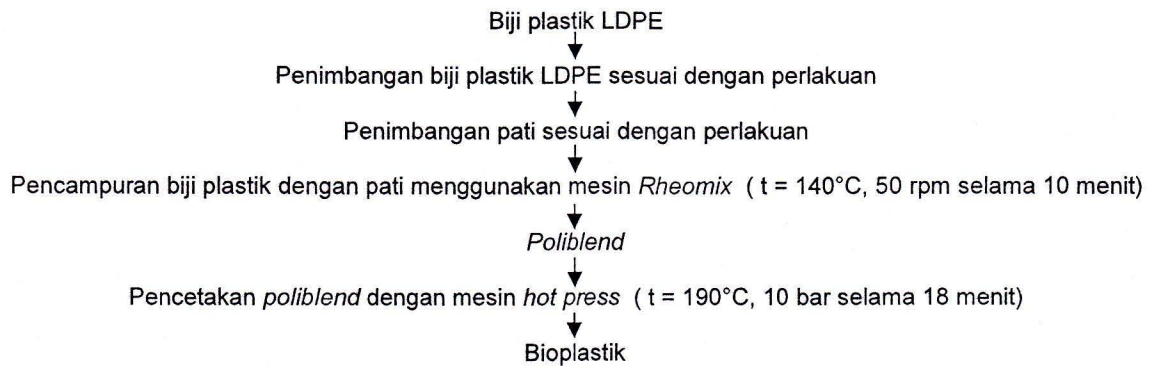 Biji plastik LDPE
Penimbangan biji plastik LDPE sesuai dengan perlakuan
Penimbangan pati sesuai dengan perlakuan
Pencampuran biji plastik dengan pati menggunakan mesin Rheomix ( t = 140°C, 50 rpm selama 10 menit)
Poliblend
Pencetakan poliblend dengan mesin hot press ( t = 190°C, 10 bar selama 18 menit)
Bioplastik